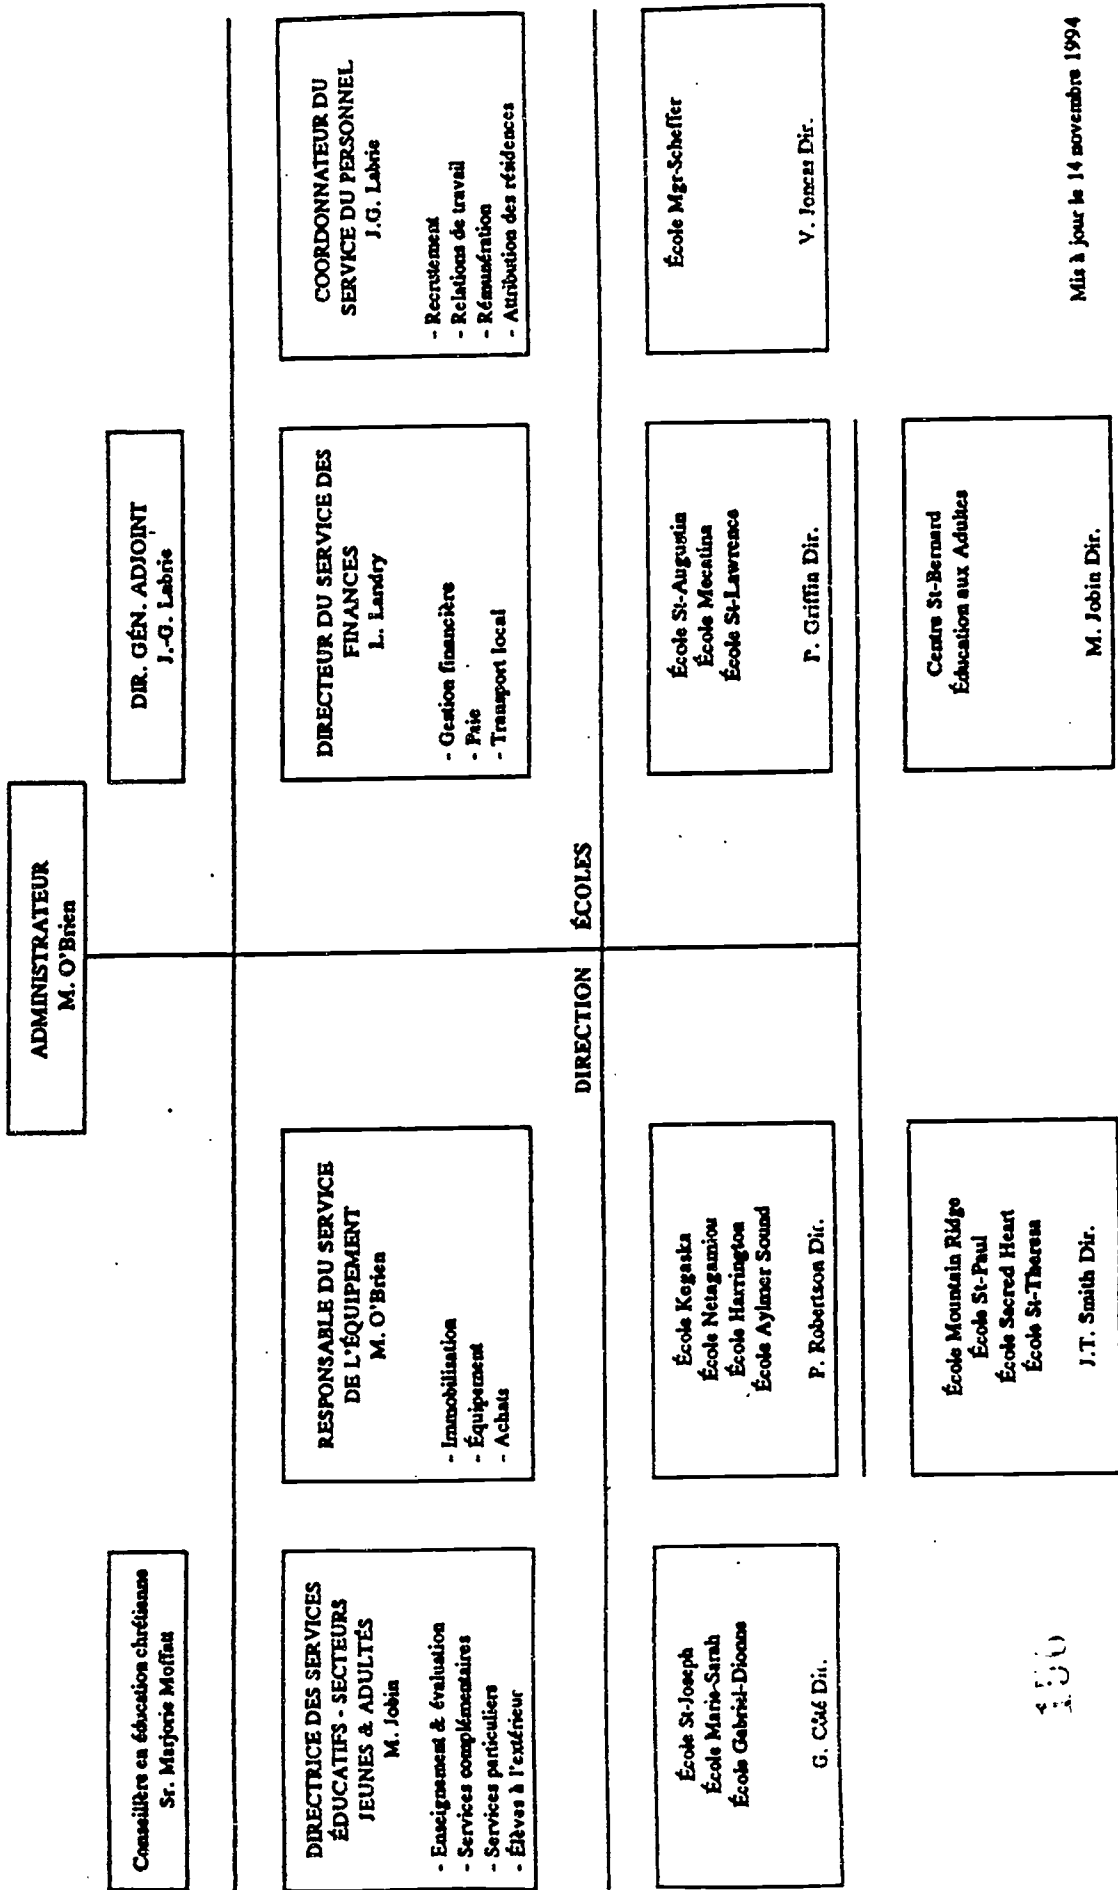 ADMINISTRATEUR
M. O'Brien
Conseillère en éducation chrétienne
Sr. Marjorie Moffatt
DIR. GÉN. ADJOINT
J.-G. Labrie
DIRECTRICE DES SERVICES
ÉDUCATIFS - SECTEURS
JEUNES & ADULTES
M. Jobin
- Enseignement & évaluation
- Services complémentaires
- Services particuliers
- Élèves à l'extérieur
RESPONSABLE DU SERVICE
DE L'ÉQUIPEMENT
M. O'Brien
- Immobilisation
- Équipement
- Achats
DIRECTEUR DU SERVICE DES
FINANCES
L. Landry
- Gestion financière
- Paie
- Transport local
COORDONNATEUR DU
SERVICE DU PERSONNEL
J.G. Labrie
- Recrutement
- Relations de travail
- Rémunération
- Attribution des résidences
DIRECTION ÉCOLES
École St-Joseph
École Marie-Sarah
École Gabriel-Dionne
G. Côté Dir.
École Kegaska
École Netagamiou
École Harrington
École Aylmer Sound
P. Robertson Dir.
École St-Augustin
École Mecatina
École St-Lawrence
P. Griffin Dir.
École Mgr-Scheffer
V. Joncas Dir.
École Mountain Ridge
École St-Paul
École Sacred Heart
École St-Theresa
J.T. Smith Dir.
Centre St-Bernard
Éducation aux Adultes
M. Jobin Dir.
Mis à jour le 14 novembre 1994